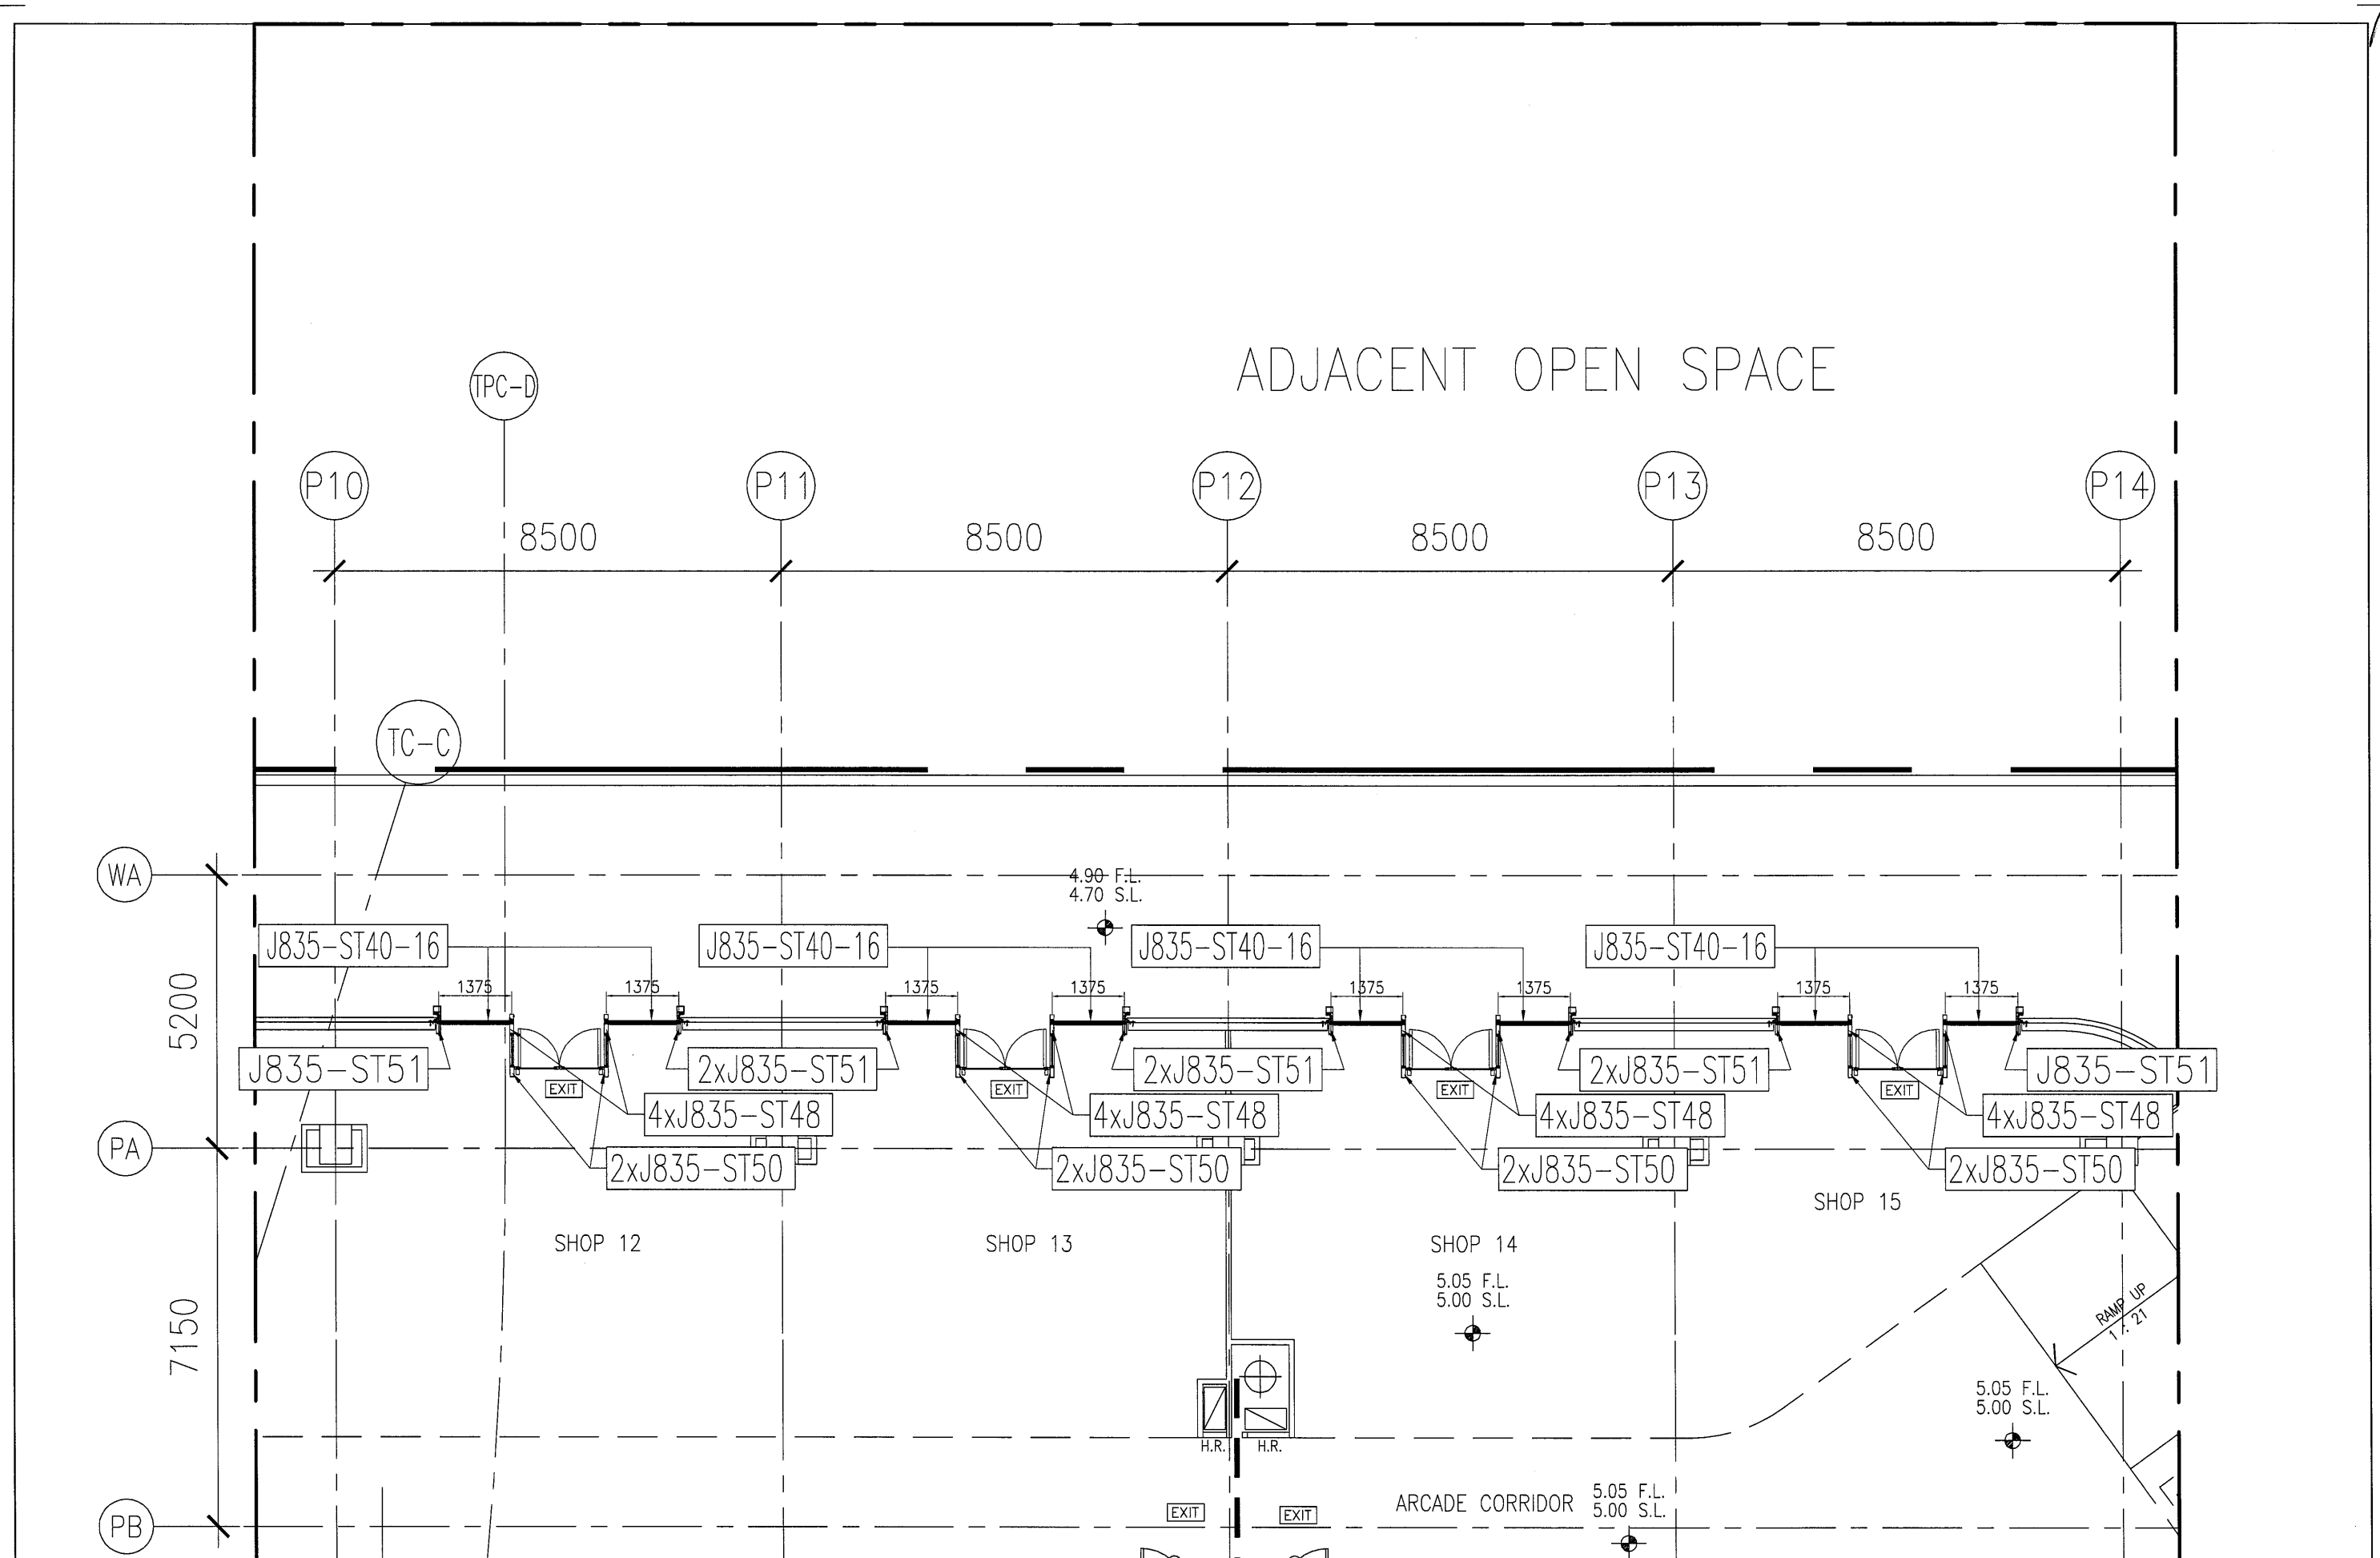 ADJACENT OPEN SPACE
TPC-D
P10
P11
P12
P13
P14
8500
8500
8500
8500
TC-C
WA
4.90 F.L.
4.70 S.L.
J835-ST40-16
J835-ST40-16
J835-ST40-16
J835-ST40-16
1375
1375
1375
1375
1375
1375
1375
1375
5200
J835-ST51
2xJ835-ST51
2xJ835-ST51
2xJ835-ST51
J835-ST51
EXIT
EXIT
EXIT
EXIT
4xJ835-ST48
4xJ835-ST48
4xJ835-ST48
4xJ835-ST48
PA
2xJ835-ST50
2xJ835-ST50
2xJ835-ST50
2xJ835-ST50
SHOP 12
SHOP 13
SHOP 14
SHOP 15
5.05 F.L.
5.00 S.L.
7150
RAMP UP
1 : 21
5.05 F.L.
5.00 S.L.
H.R.
H.R.
PB
EXIT
EXIT
ARCADE CORRIDOR
5.05 F.L.
5.00 S.L.